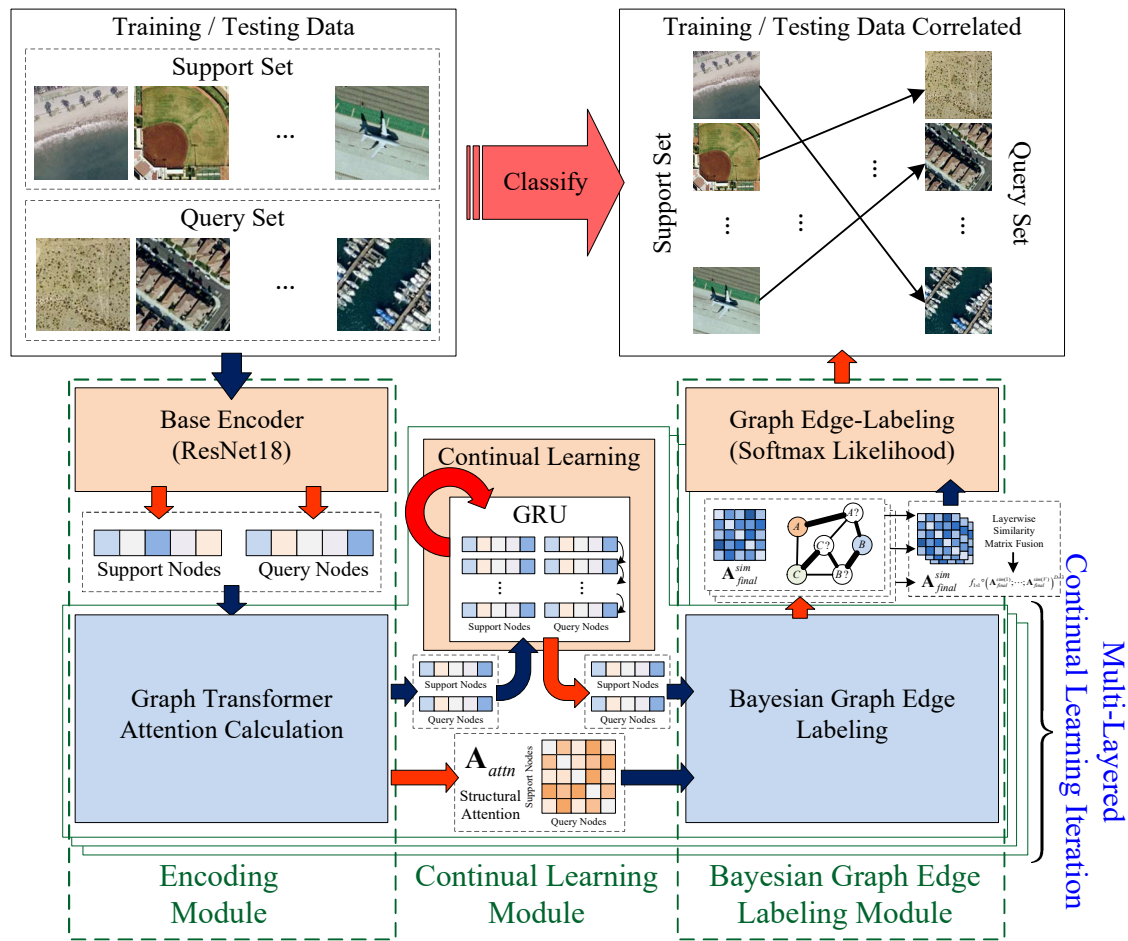 Training / Testing Data
Support Set
...
Query Set
...
Classify
Training / Testing Data Correlated
Support Set
...
...
...
...
Query Set
Base Encoder
(ResNet18)
Support Nodes
Query Nodes
Graph Transformer
Attention Calculation
Continual Learning
GRU
...
...
Support Nodes
Query Nodes
Support Nodes
Query Nodes
Support Nodes
Query Nodes
A attn
Structural
Attention
Support Nodes
Query Nodes
Graph Edge-Labeling
(Softmax Likelihood)
A sim final
A
A?
C?
B
C
B?
A sim final
Layerwise
Similarity
Matrix Fusion
Bayesian Graph Edge
Labeling
Encoding
Module
Continual Learning
Module
Bayesian Graph Edge
Labeling Module
Multi-Layered
Continual Learning Iteration